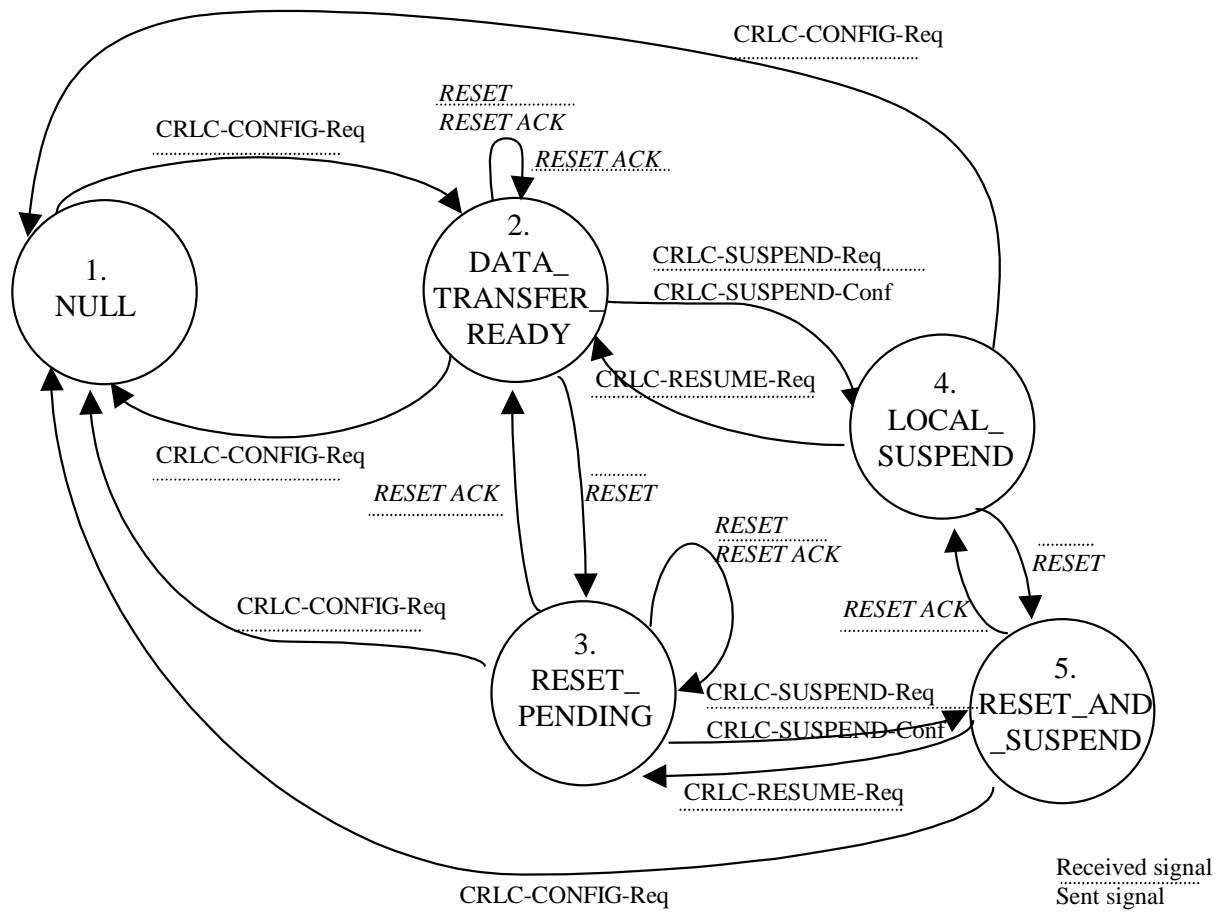 CRLC-CONFIG-Req
RESET
RESET ACK
CRLC-CONFIG-Req
RESET ACK
1.
NULL
2.
DATA_
TRANSFER_
READY
CRLC-SUSPEND-Req
CRLC-SUSPEND-Conf
CRLC-RESUME-Req
4.
LOCAL_
SUSPEND
CRLC-CONFIG-Req
RESET ACK
RESET
RESET
RESET ACK
RESET
CRLC-CONFIG-Req
RESET ACK
3.
RESET_
PENDING
CRLC-SUSPEND-Req
CRLC-SUSPEND-Conf
CRLC-RESUME-Req
5.
RESET_AND
_SUSPEND
CRLC-CONFIG-Req
Received signal
Sent signal